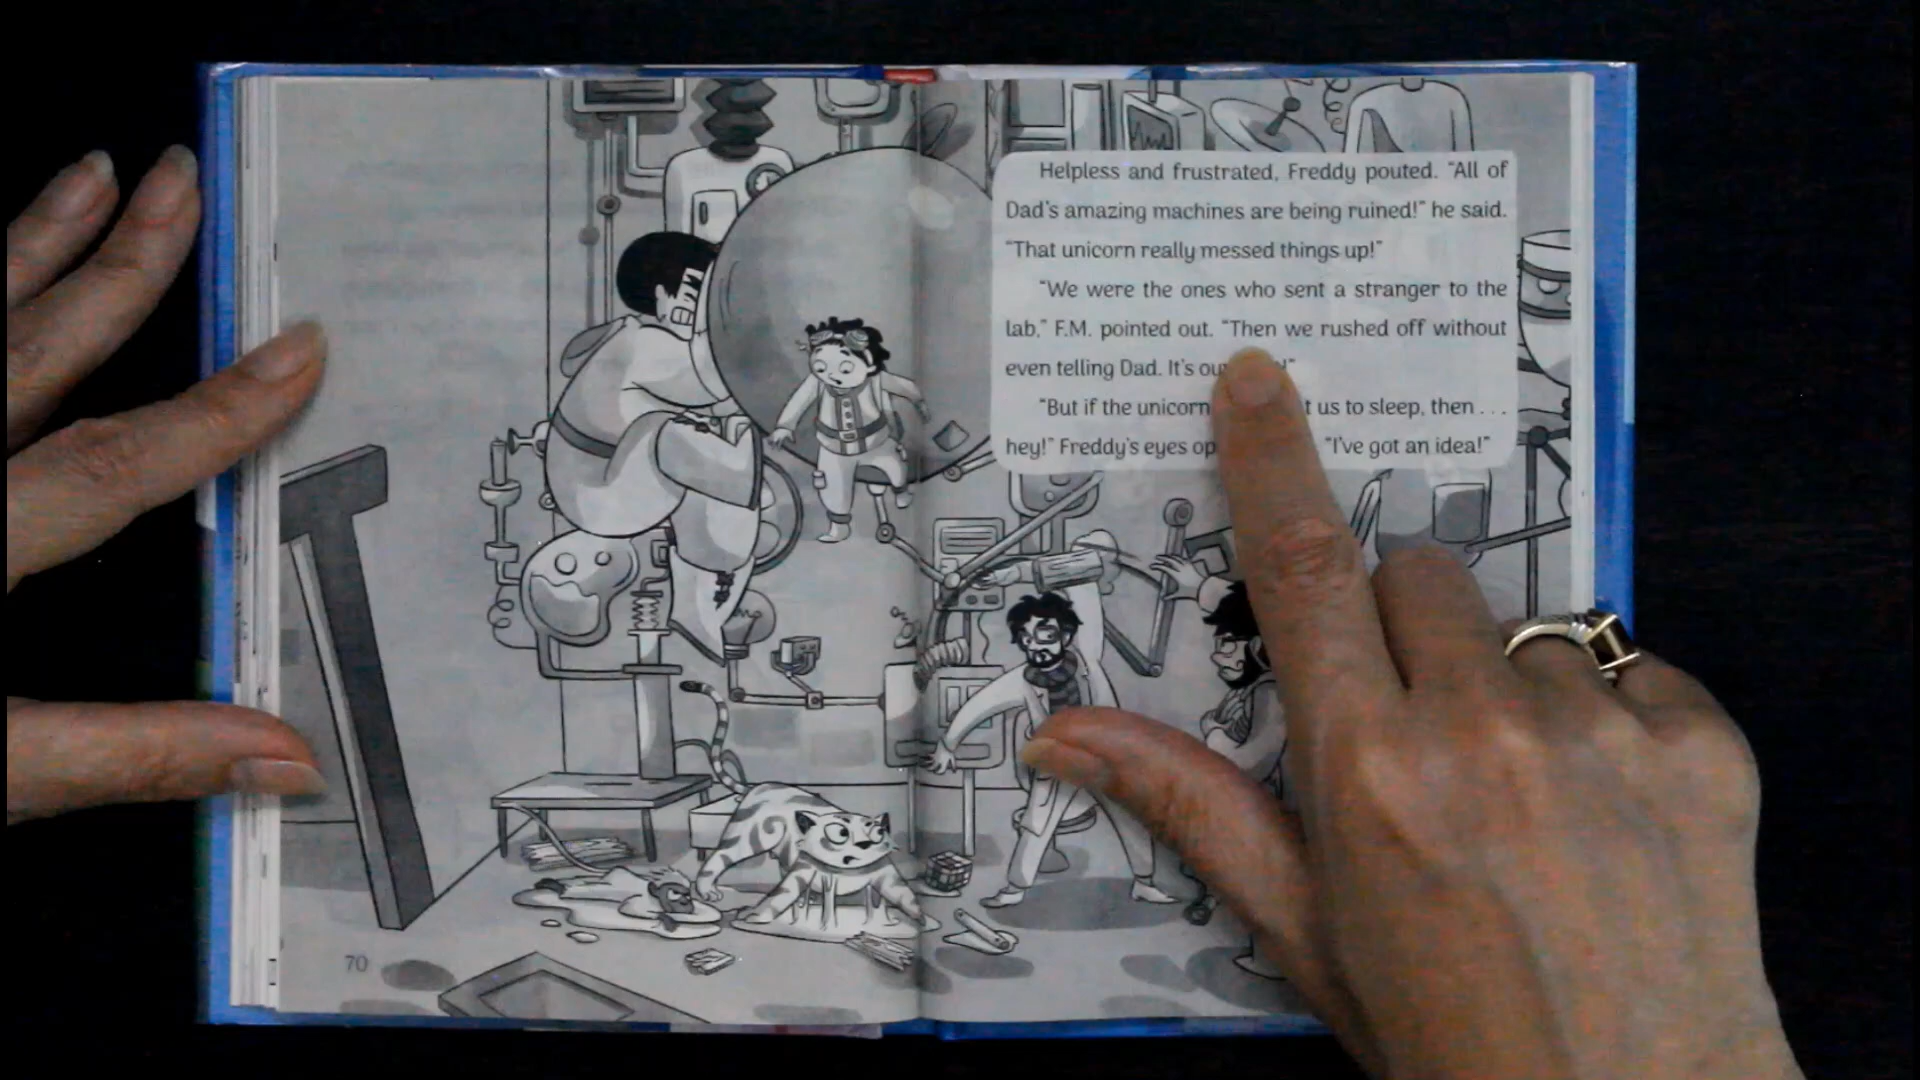 Helpless and frustrated, Freddy pouted. “All of
Dad’s amazing machines are being ruined!” he said.
“That unicorn really messed things up!”
“We were the ones who sent a stranger to the
lab,” F.M. pointed out. “Then we rushed off without
even telling Dad. It’s
“But if the unicorn us to sleep, then . . .
hey!” Freddy’s eyes “I’ve got an idea!”
70